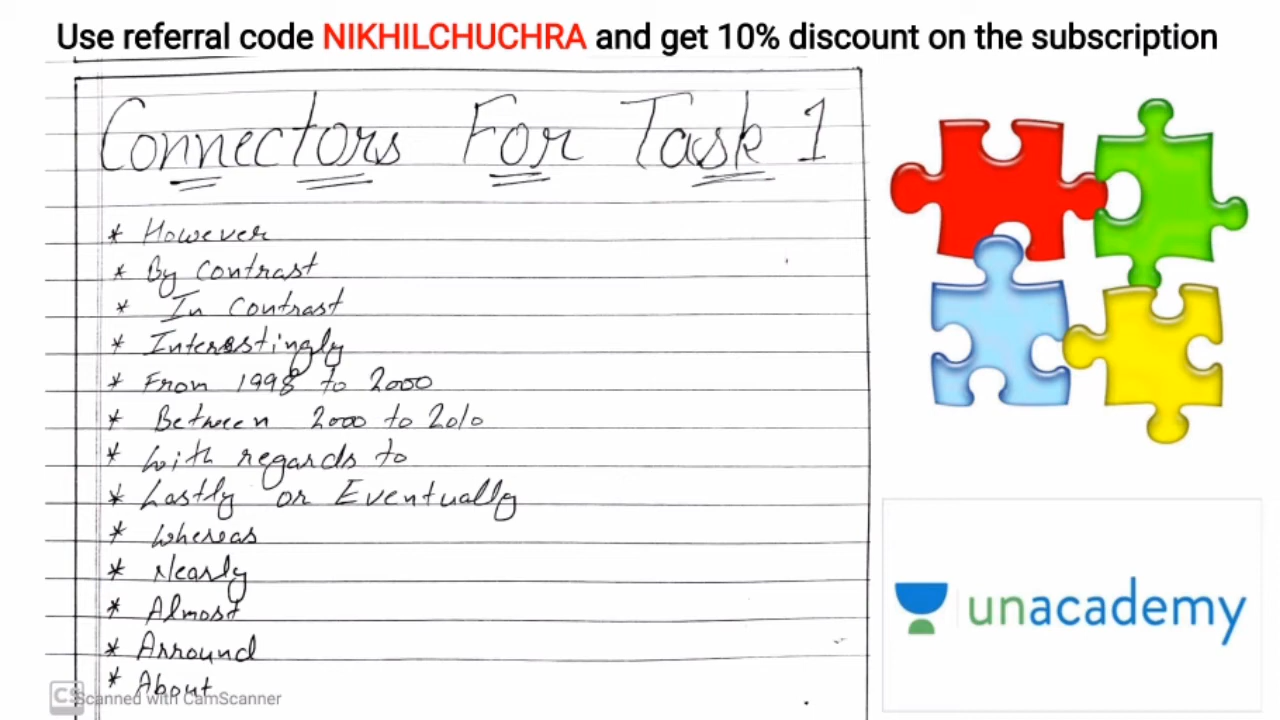 Use referral code NIKHILCHUCHRA and get 10% discount on the subscription
Connectors For Task 1
* However
* By Contrast
* In Contrast
* Interestingly
* From 1998 to 2000
* Between 2000 to 2010
* With regards to
* Lastly or Eventually
* Whereas
* Nearly
* Almost
* Arround
* About
CS Scanned with CamScanner
unacademy